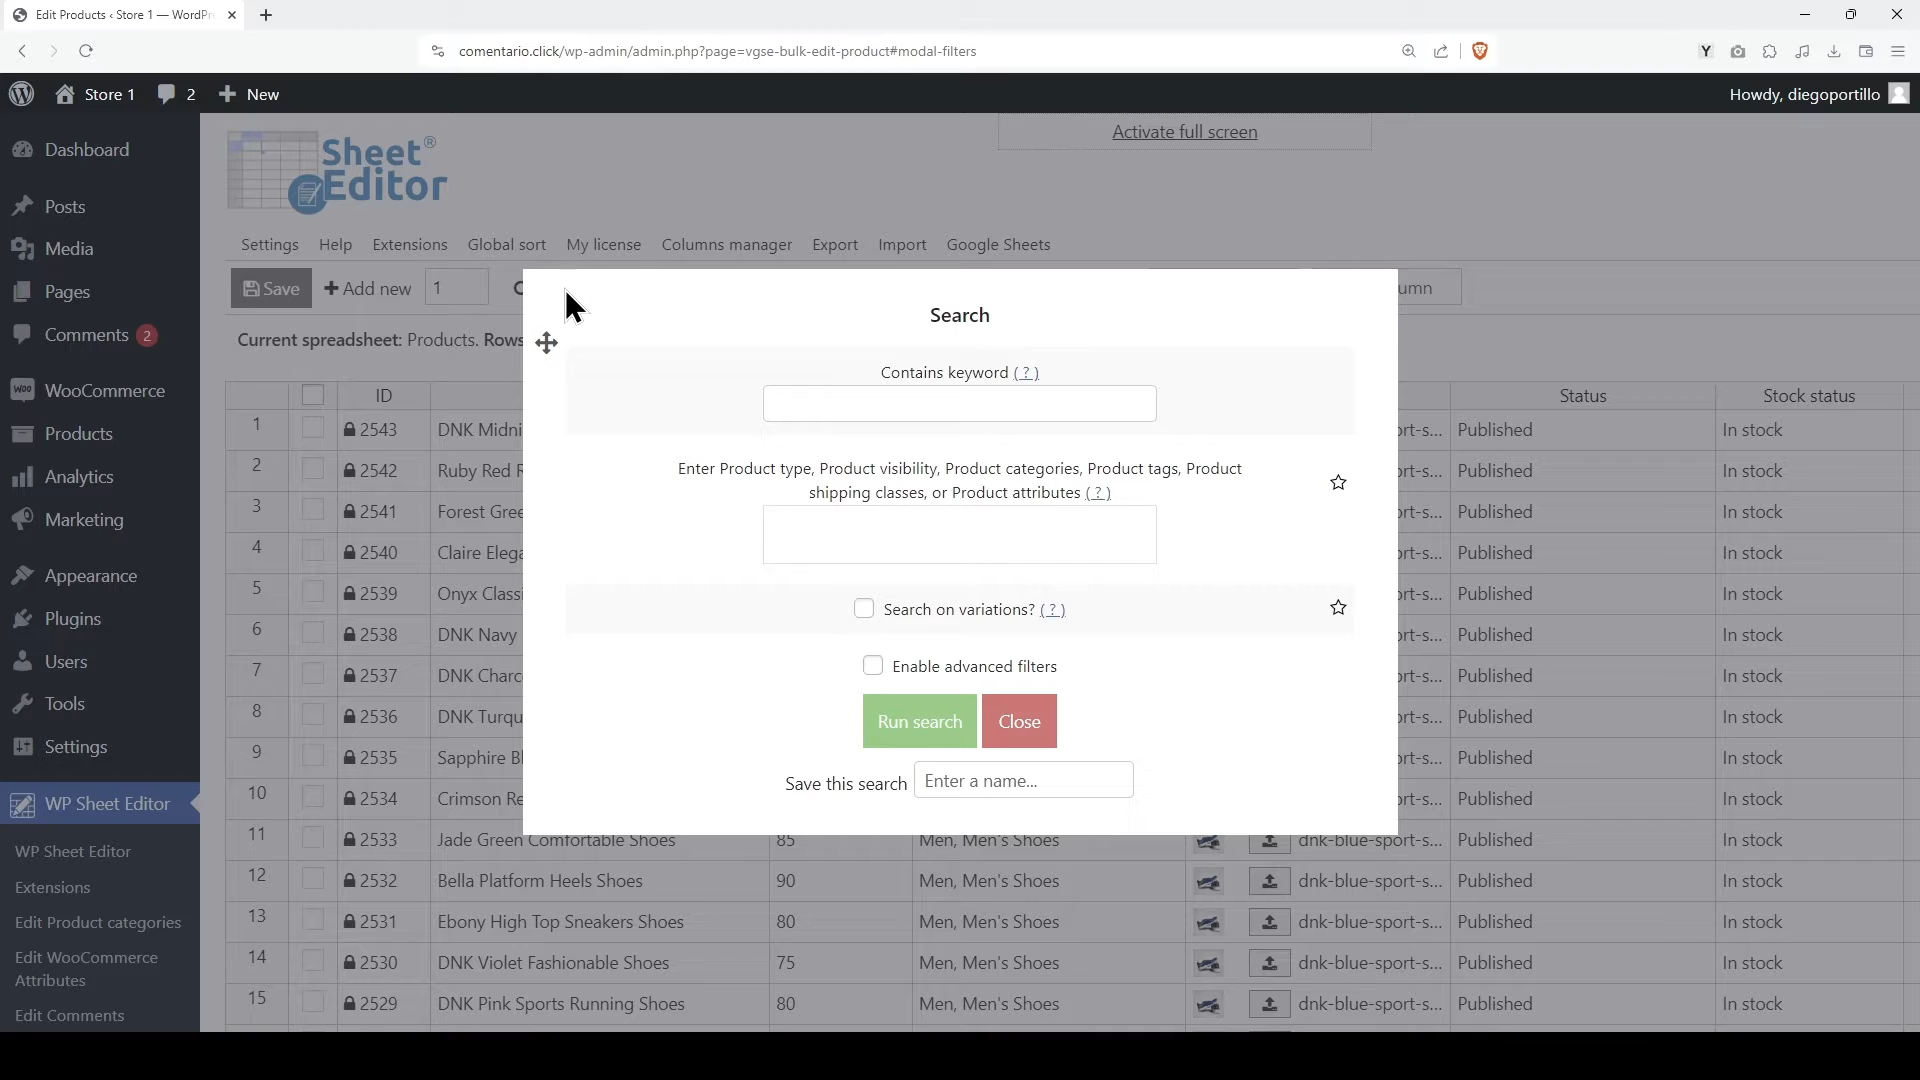 Edit Products ‹ Store 1 — WordPr
comentario.click/wp-admin/admin.php?page=vgse-bulk-edit-product#modal-filters
Y
Store 1 2 New Howdy, diegoportillo
Dashboard
Posts
Media
Pages
Comments 2
Woo WooCommerce
Products
Analytics
Marketing
Appearance
Plugins
Users
Tools
Settings
WP Sheet Editor
WP Sheet Editor
Extensions
Edit Product categories
Edit WooCommerce
Attributes
Edit Comments
Sheet®
Editor
Activate full screen
Settings Help Extensions Global sort My license Columns manager Export Import Google Sheets
Save Add new 1 umn
Current spreadsheet: Products. Rows
Search
Contains keyword (?)
Enter Product type, Product visibility, Product categories, Product tags, Product
shipping classes, or Product attributes (?)
Search on variations? (?)
Enable advanced filters
Run search Close
Save this search Enter a name...
ID Status Stock status
1 2543 DNK Midni rt-s... Published In stock
2 2542 Ruby Red rt-s... Published In stock
3 2541 Forest Gree rt-s... Published In stock
4 2540 Claire Elega rt-s... Published In stock
5 2539 Onyx Classi rt-s... Published In stock
6 2538 DNK Navy rt-s... Published In stock
7 2537 DNK Charc rt-s... Published In stock
8 2536 DNK Turqu rt-s... Published In stock
9 2535 Sapphire Bl rt-s... Published In stock
10 2534 Crimson Re rt-s... Published In stock
11 2533 Jade Green Comfortable Shoes 85 Men, Men's Shoes dnk-blue-sport-s... Published In stock
12 2532 Bella Platform Heels Shoes 90 Men, Men's Shoes dnk-blue-sport-s... Published In stock
13 2531 Ebony High Top Sneakers Shoes 80 Men, Men's Shoes dnk-blue-sport-s... Published In stock
14 2530 DNK Violet Fashionable Shoes 75 Men, Men's Shoes dnk-blue-sport-s... Published In stock
15 2529 DNK Pink Sports Running Shoes 80 Men, Men's Shoes dnk-blue-sport-s... Published In stock